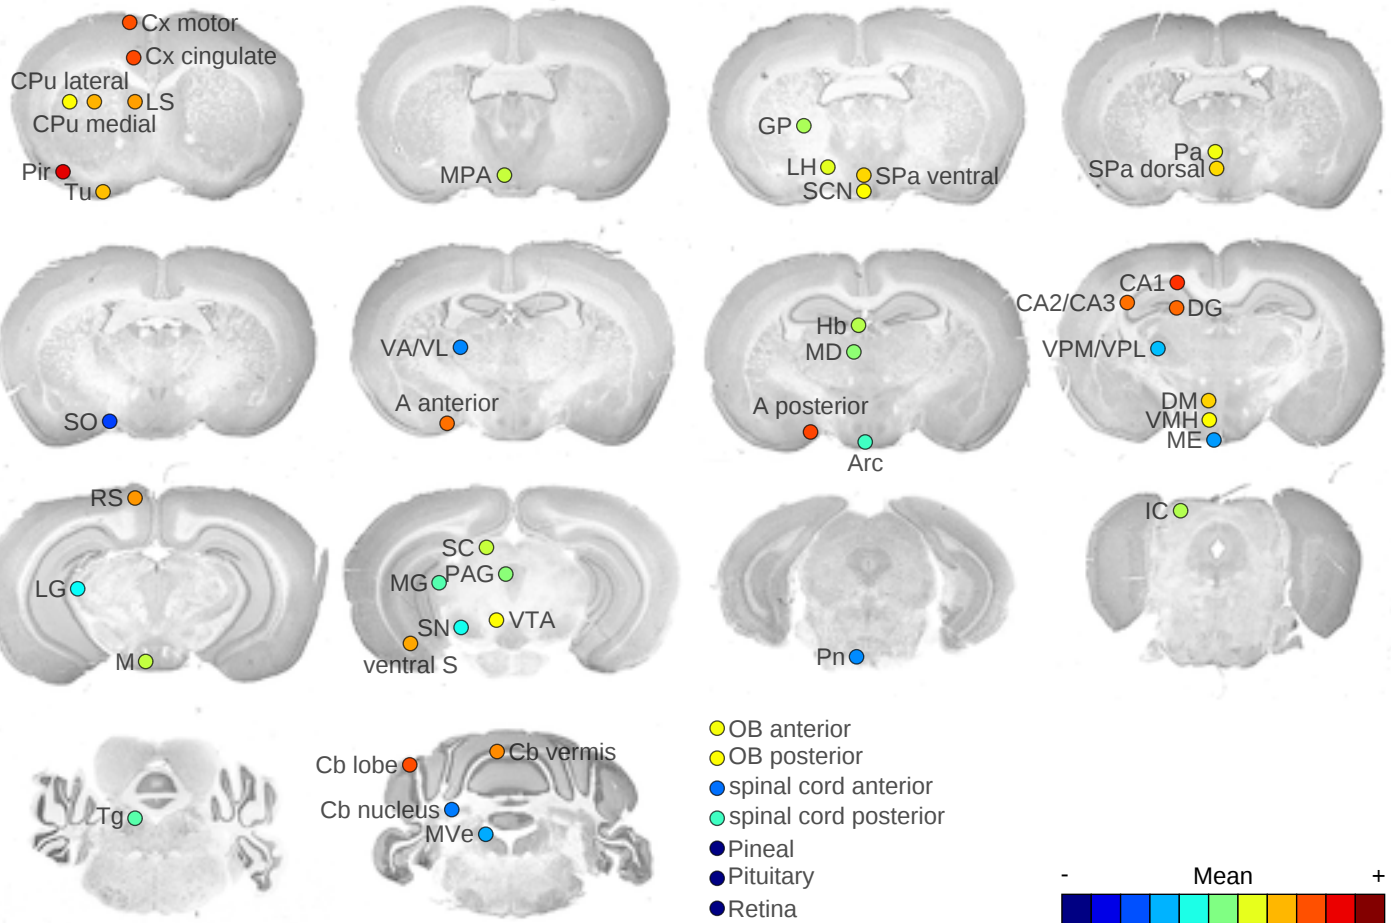 Cx motor
Cx cingulate
CPu lateral
LS
CPu medial
Pir
Tu
MPA
GP
LH
SPa ventral
SCN
Pa
SPa dorsal
SO
VA/VL
A anterior
Hb
MD
A posterior
Arc
CA1
CA2/CA3
DG
VPM/VPL
DM
VMH
ME
RS
LG
M
SC
MG
PAG
SN
VTA
ventral S
Pn
IC
Tg
Cb lobe
Cb vermis
Cb nucleus
MVe
OB anterior
OB posterior
spinal cord anterior
spinal cord posterior
Pineal
Pituitary
Retina
- Mean +